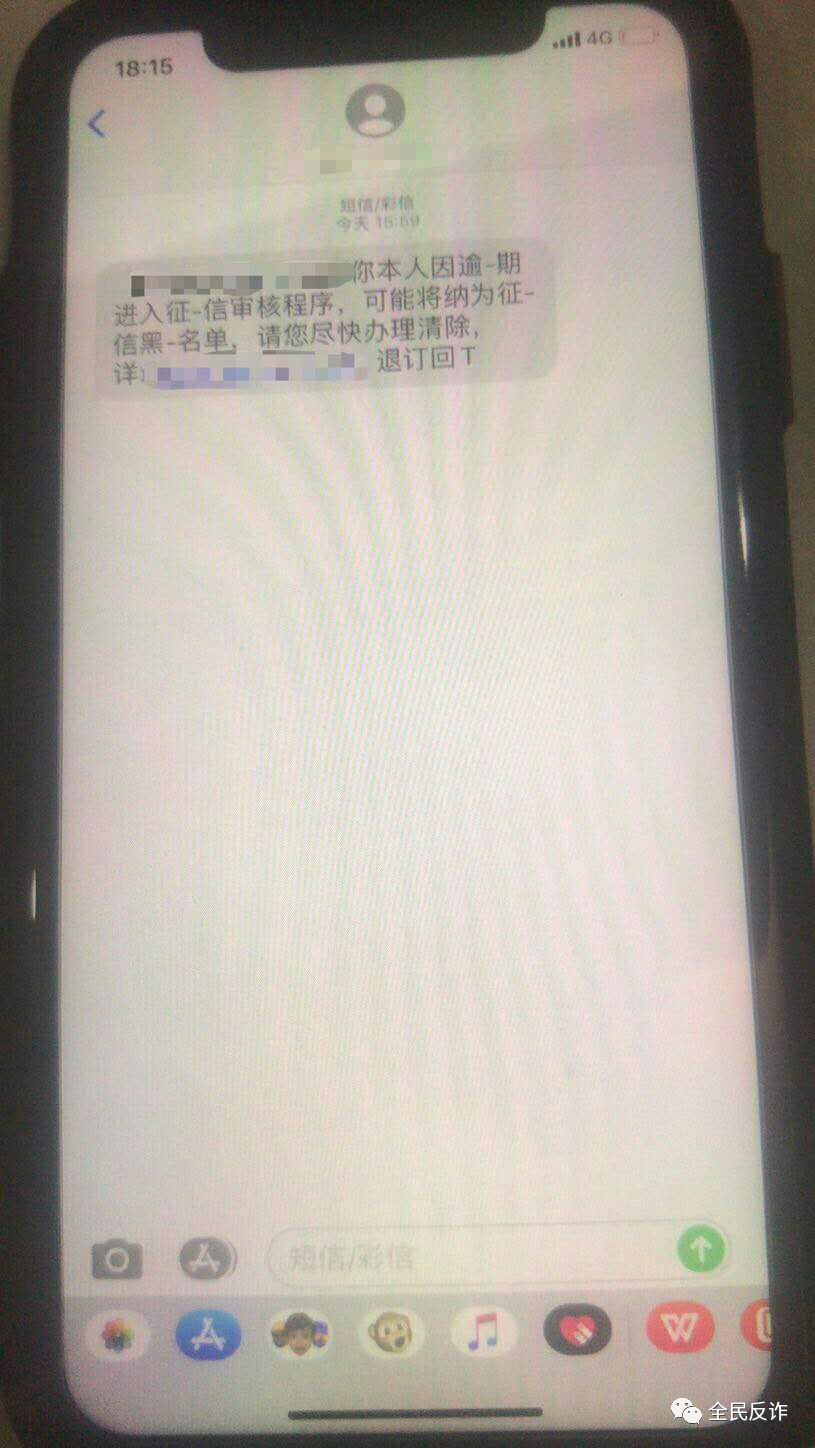 18:15
4G
短信/彩信
今天 15:59
你本人因逾-期
进入征-信审核程序，可能将纳为征-
信黑-名单，请您尽快办理清除，
详: 退订回T
短信/彩信
全民反诈